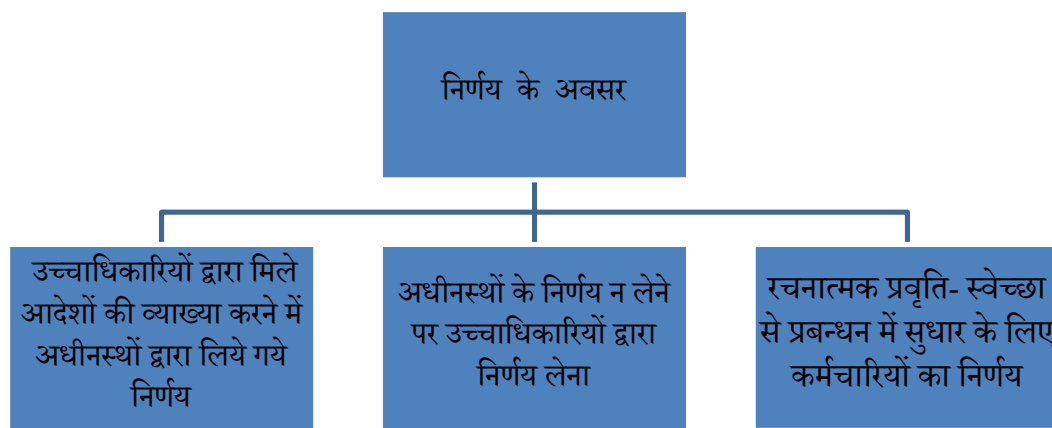 निर्णय के अवसर
उच्चाधिकारियों द्वारा मिले
आदेशों की व्याख्या करने में
अधीनस्थों द्वारा लिये गये
निर्णय
अधीनस्थों के निर्णय न लेने
पर उच्चाधिकारियों द्वारा
निर्णय लेना
रचनात्मक प्रवृति- स्वेच्छा
से प्रबन्धन में सुधार के लिए
कर्मचारियों का निर्णय